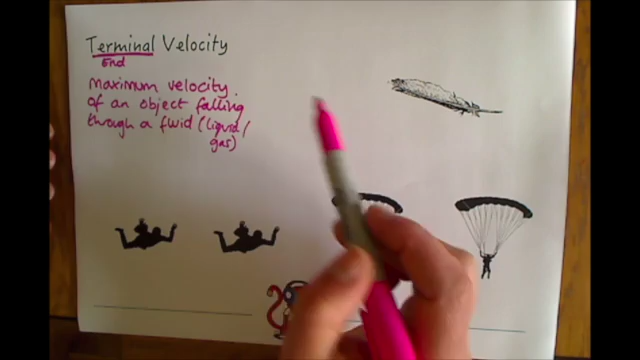 Terminal Velocity
End
Maximum velocity
of an object falling
through a fluid (liquid/
gas)